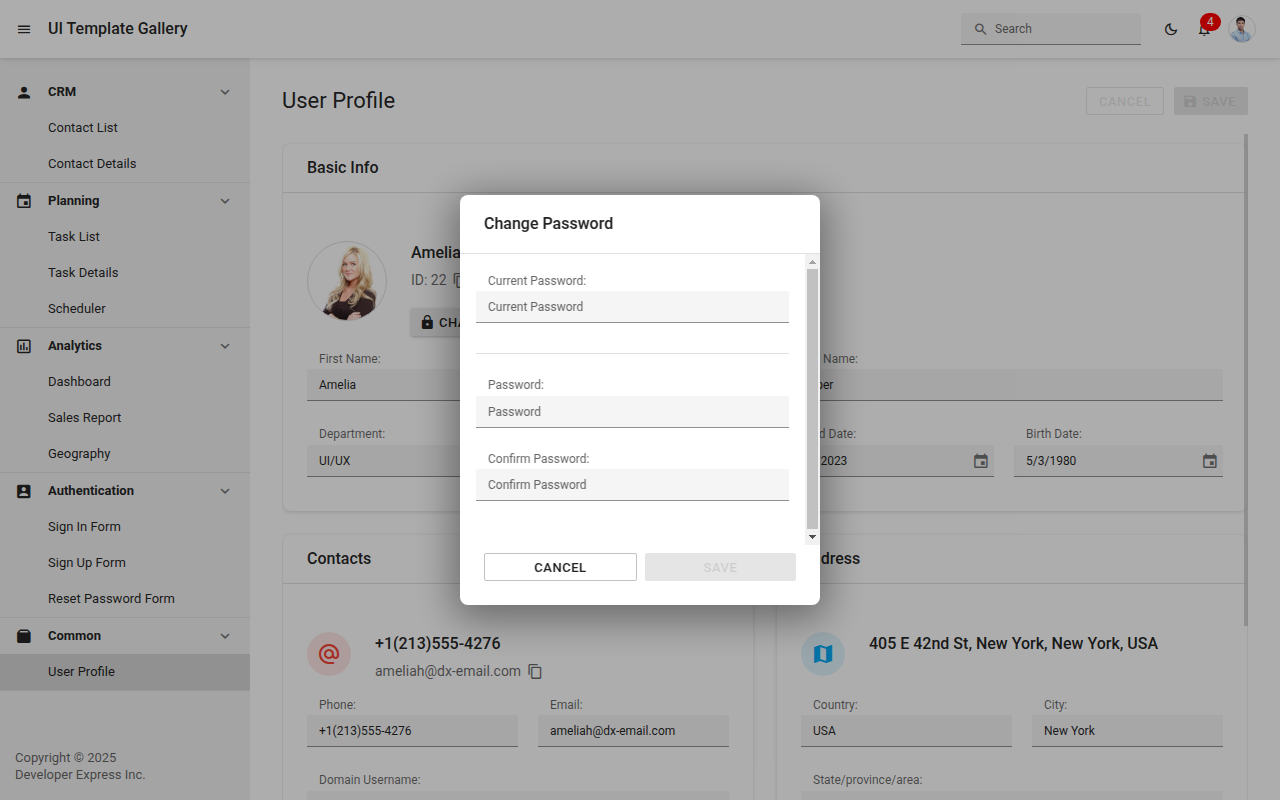 UI Template Gallery
Search
4
CRM
Contact List
Contact Details
Planning
Task List
Task Details
Scheduler
Analytics
Dashboard
Sales Report
Geography
Authentication
Sign In Form
Sign Up Form
Reset Password Form
Common
User Profile
Copyright © 2025
Developer Express Inc.
User Profile
CANCEL
SAVE
Basic Info
Amelia
ID: 22
CHA
First Name:
Amelia
Name:
per
Department:
UI/UX
d Date:
2023
Birth Date:
5/3/1980
Change Password
Current Password:
Current Password
Password:
Password
Confirm Password:
Confirm Password
CANCEL
SAVE
Contacts
+1(213)555-4276
ameliah@dx-email.com
Phone:
+1(213)555-4276
Email:
ameliah@dx-email.com
Domain Username:
dress
405 E 42nd St, New York, New York, USA
Country:
USA
City:
New York
State/province/area: